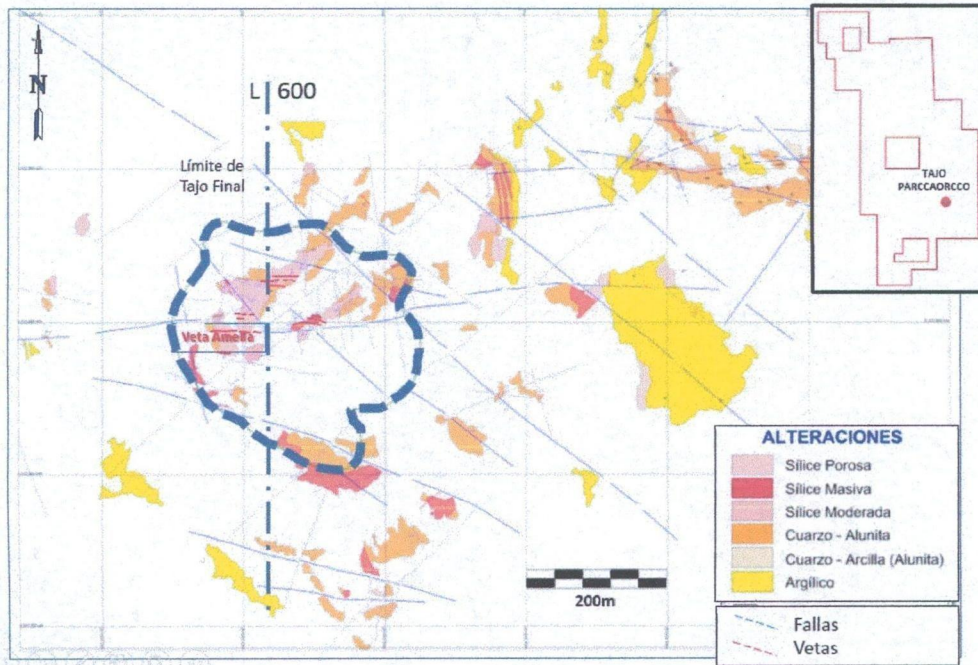 N
L 600
Límite de
Tajo Final
Veta Amelia
TAJO
PARCCAORCCO
ALTERACIONES
Sílice Porosa
Sílice Masiva
Sílice Moderada
Cuarzo - Alunita
Cuarzo - Arcilla (Alunita)
Argílico
200m
Fallas
Vetas